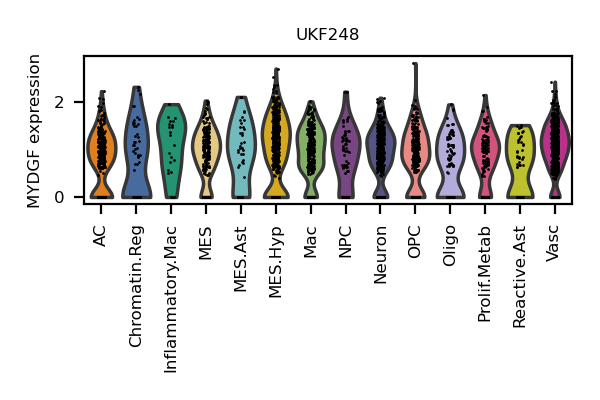 UKF248
MYDGF expression
2
0
AC
Chromatin.Reg
Inflammatory.Mac
MES
MES.Ast
MES.Hyp
Mac
NPC
Neuron
OPC
Oligo
Prolif.Metab
Reactive.Ast
Vasc